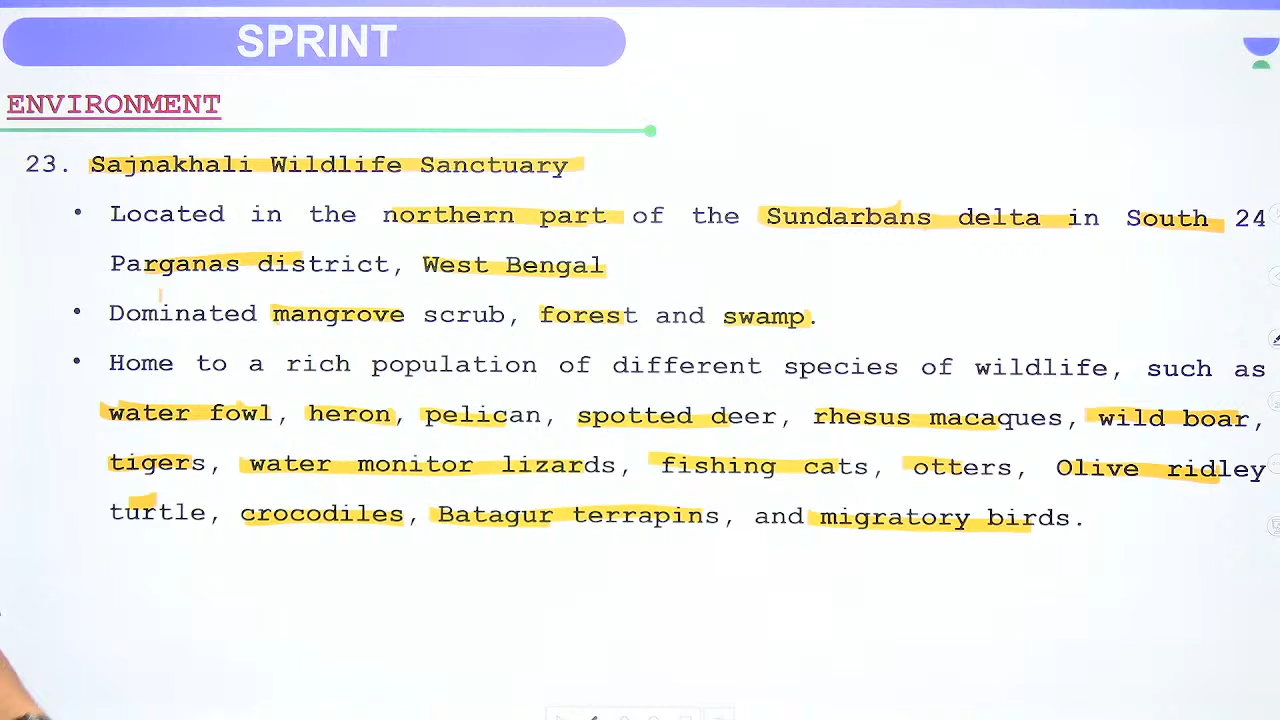 SPRINT
ENVIRONMENT
23. Sajnakhali Wildlife Sanctuary
• Located in the northern part of the Sundarbans delta in South 24
Parganas district, West Bengal
• Dominated mangrove scrub, forest and swamp.
• Home to a rich population of different species of wildlife, such as
water fowl, heron, pelican, spotted deer, rhesus macaques, wild boar,
tigers, water monitor lizards, fishing cats, otters, Olive ridley
turtle, crocodiles, Batagur terrapins, and migratory birds.